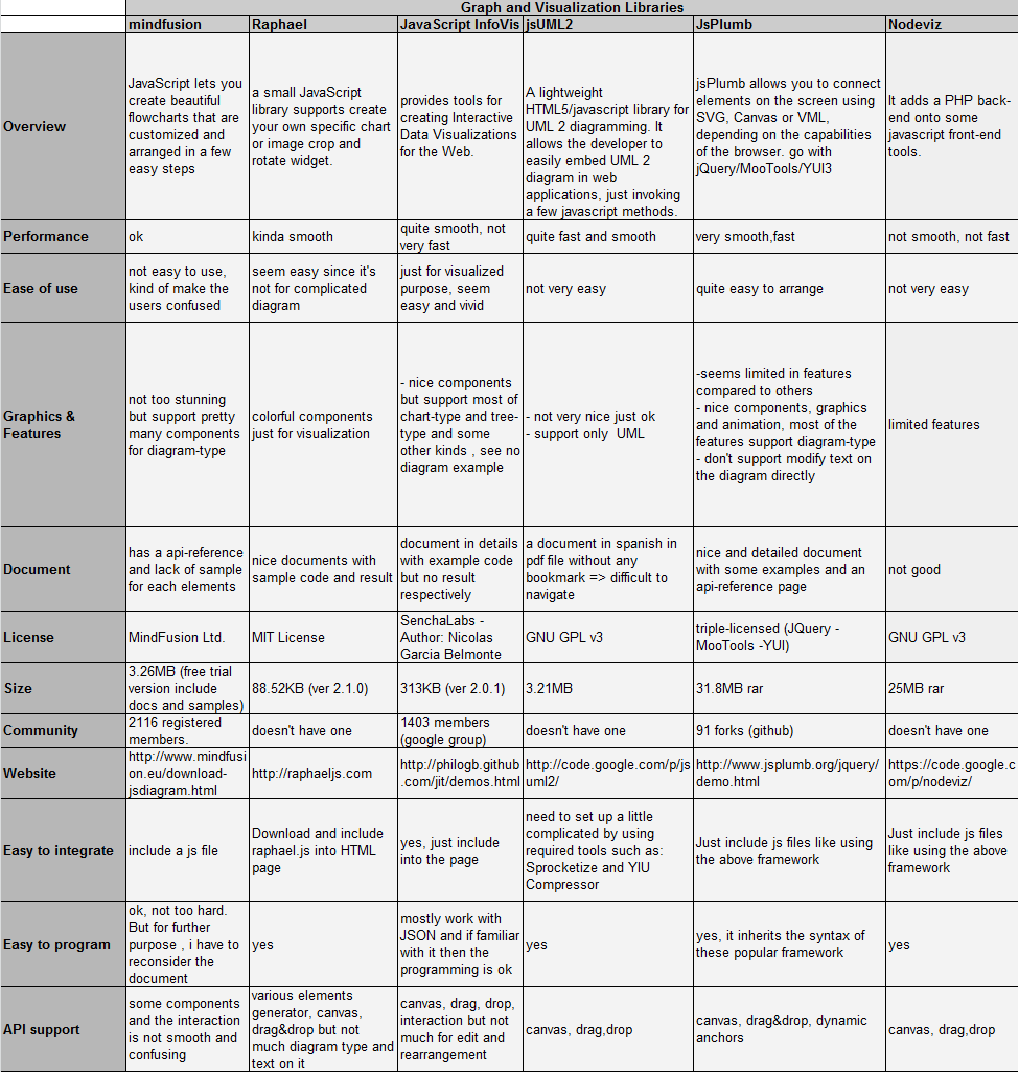 Graph and Visualization Libraries
mindfusion
Raphael
JavaScript InfoVis
jsUML2
JsPlumb
Nodeviz
Overview
JavaScript lets you
create beautiful
flowcharts that are
customized and
arranged in a few
easy steps
a small JavaScript
library supports create
your own specific chart
or image crop and
rotate widget.
provides tools for
creating Interactive
Data Visualizations
for the Web.
A lightweight
HTML5/javascript library for
UML 2 diagramming. It
allows the developer to
easily embed UML 2
diagram in web
applications, just invoking
a few javascript methods.
jsPlumb allows you to connect
elements on the screen using
SVG, Canvas or VML,
depending on the capabilities
of the browser. go with
jQuery/MooTools/YUI3
It adds a PHP back-
end onto some
javascript front-end
tools.
Performance
ok
kinda smooth
quite smooth, not
very fast
quite fast and smooth
very smooth,fast
not smooth, not fast
Ease of use
not easy to use,
kind of make the
users confused
seem easy since it's
not for complicated
diagram
just for visualized
purpose, seem
easy and vivid
not very easy
quite easy to arrange
not very easy
Graphics &
Features
not too stunning
but support pretty
many components
for diagram-type
colorful components
just for visualization
- nice components
but support most of
chart-type and tree-
type and some
other kinds , see no
diagram example
- not very nice just ok
- support only  UML
-seems limited in features
compared to others
- nice components, graphics
and animation, most of the
features support diagram-type
- don't support modify text on
the diagram directly
limited features
Document
has a api-reference
and lack of sample
for each elements
nice documents with
sample code and result
document in details
with example code
but no result
respectively
a document in spanish in
pdf file without any
bookmark => difficult to
navigate
nice and detailed document
with some examples and an
api-reference page
not good
License
MindFusion Ltd.
MIT License
SenchaLabs -
Author: Nicolas
Garcia Belmonte
GNU GPL v3
triple-licensed (JQuery -
MooTools -YUI)
GNU GPL v3
Size
3.26MB (free trial
version include
docs and samples)
88.52KB (ver 2.1.0)
313KB (ver 2.0.1)
3.21MB
31.8MB rar
25MB rar
Community
2116 registered
members.
doesn't have one
1403 members
(google group)
doesn't have one
91 forks (github)
doesn't have one
Website
http://www.mindfusi
on.eu/download-
jsdiagram.html
http://raphaeljs.com
http://philogb.github
.com/jit/demos.html
http://code.google.com/p/js
uml2/
http://www.jsplumb.org/jquery/
demo.html
https://code.google.c
om/p/nodeviz/
Easy to integrate
include a js file
Download and include
raphael.js into HTML
page
yes, just include
into the page
need to set up a little
complicated by using
required tools such as:
Sprocketize and YIU
Compressor
Just include js files like using
the above framework
Just include js files
like using the above
framework
Easy to program
ok, not too hard.
But for further
purpose , i have to
reconsider the
document
yes
mostly work with
JSON and if familiar
with it then the
programming is ok
yes
yes, it inherits the syntax of
these popular framework
yes
API support
some components
and the interaction
is not smooth and
confusing
various elements
generator, canvas,
drag&drop but not
much diagram type and
text on it
canvas, drag, drop,
interaction but not
much for edit and
rearrangement
canvas, drag,drop
canvas, drag&drop, dynamic
anchors
canvas, drag,drop